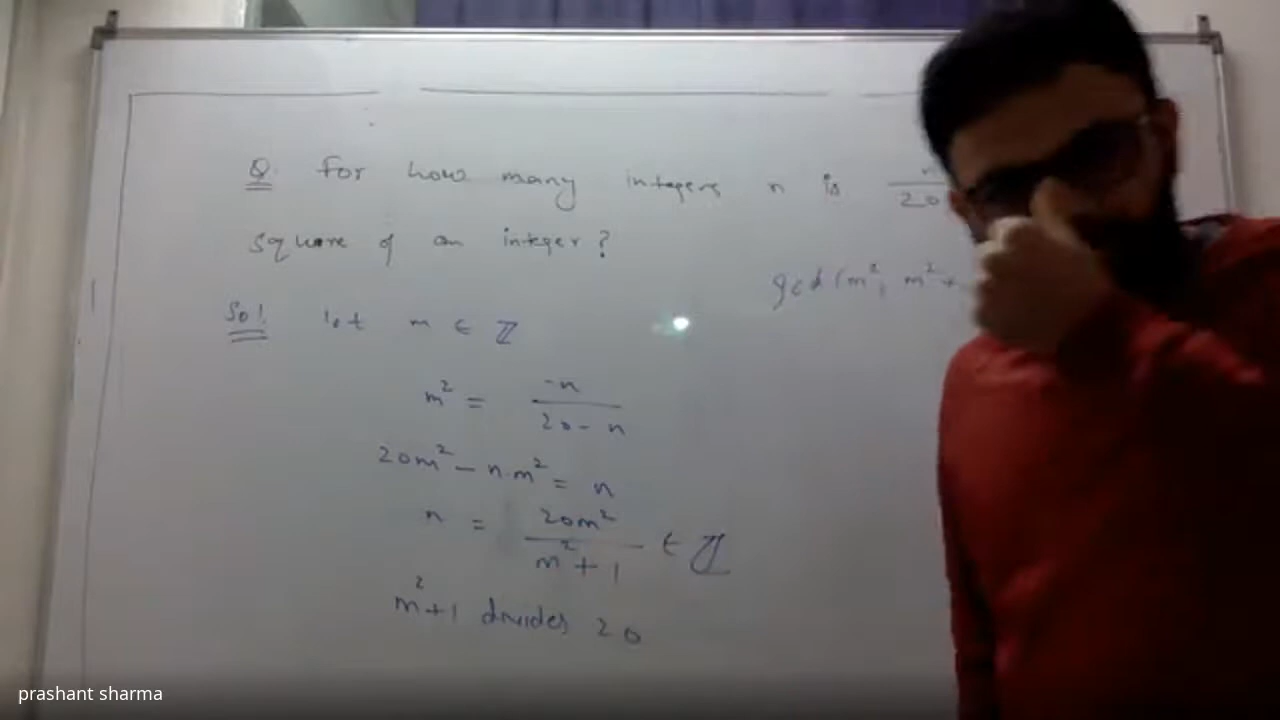 Q. For how many integers n is n/20
square of an integer?
gcd (m², m²+
Sol let m ∈ ℤ
m² = n/(20-n)
20m² - n.m² = n
n = 20m²/(m²+1) ∈ ℤ
m²+1 divides 20
prashant sharma